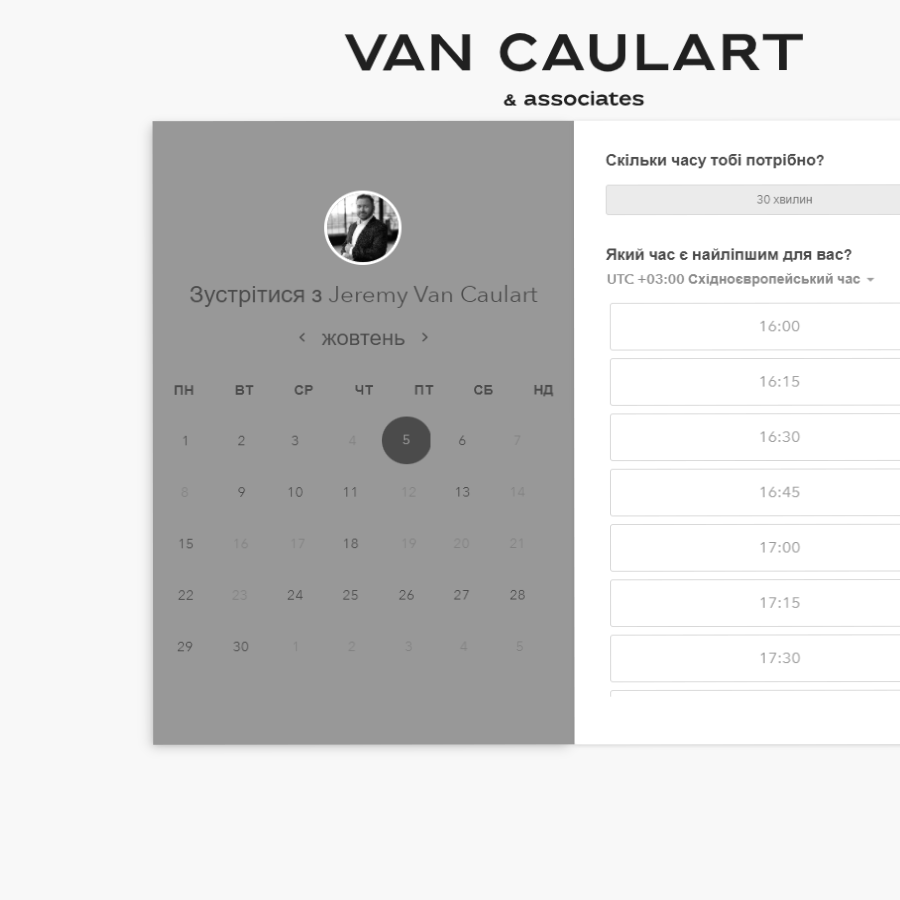 VAN CAULART
& associates
Зустрітися з Jeremy Van Caulart
жовтень
ПН ВТ СР ЧТ ПТ СБ НД
1 2 3 4 5 6 7
8 9 10 11 12 13 14
15 16 17 18 19 20 21
22 23 24 25 26 27 28
29 30 1 2 3 4 5
Скільки часу тобі потрібно?
30 хвилин
Який час є найліпшим для вас?
UTC +03:00 Східноєвропейський час
16:00
16:15
16:30
16:45
17:00
17:15
17:30